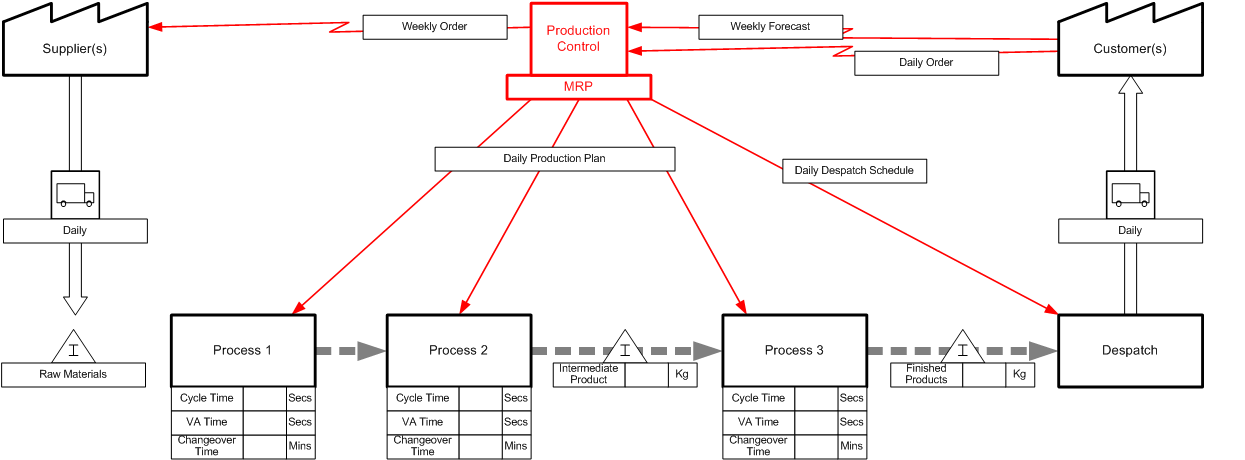 Supplier(s)
Weekly Order
Production
Control
MRP
Weekly Forecast
Daily Order
Customer(s)
Daily Production Plan
Daily Despatch Schedule
Daily
Daily
I
Raw Materials
Process 1
Cycle Time
Secs
VA Time
Secs
Changeover
Time
Mins
Process 2
Cycle Time
Secs
VA Time
Secs
Changeover
Time
Mins
I
Intermediate
Product
Kg
Process 3
Cycle Time
Secs
VA Time
Secs
Changeover
Time
Mins
I
Finished
Products
Kg
Despatch